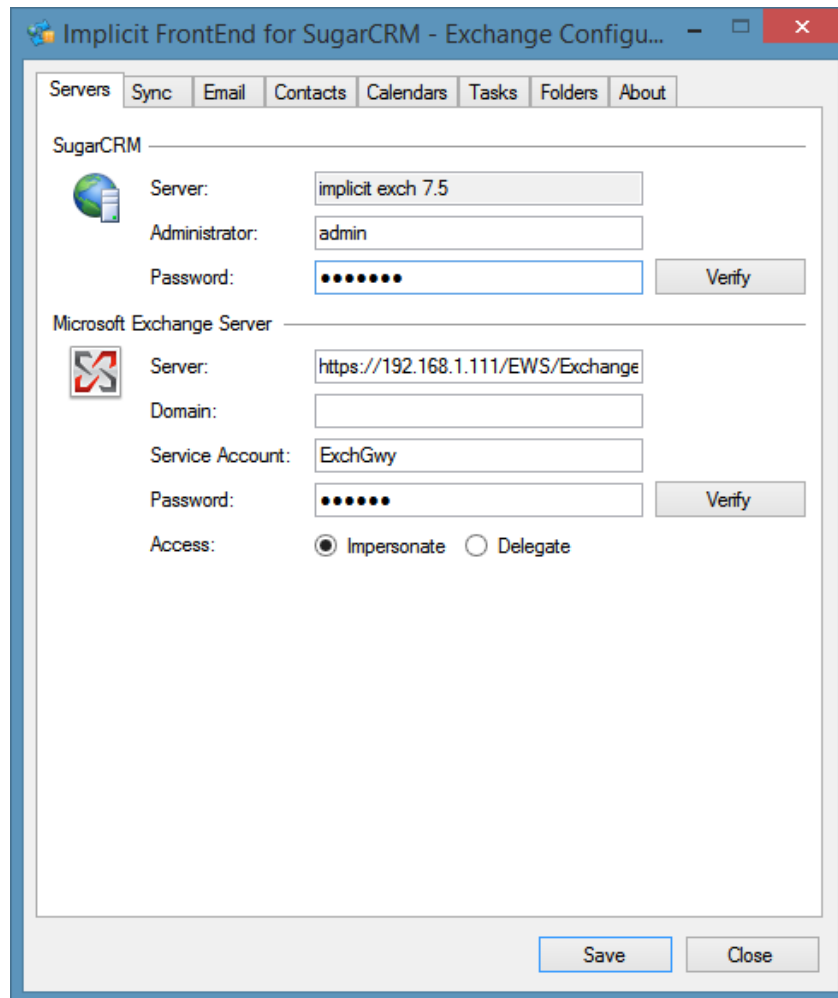 Implicit FrontEnd for SugarCRM - Exchange Configu...
Servers Sync Email Contacts Calendars Tasks Folders About
SugarCRM
Server: implicit exch 7.5
Administrator: admin
Password: ●●●●●●● Verify
Microsoft Exchange Server
Server: https://192.168.1.111/EWS/Exchange
Domain:
Service Account: ExchGwy
Password: ●●●●●● Verify
Access: Impersonate Delegate
Save Close